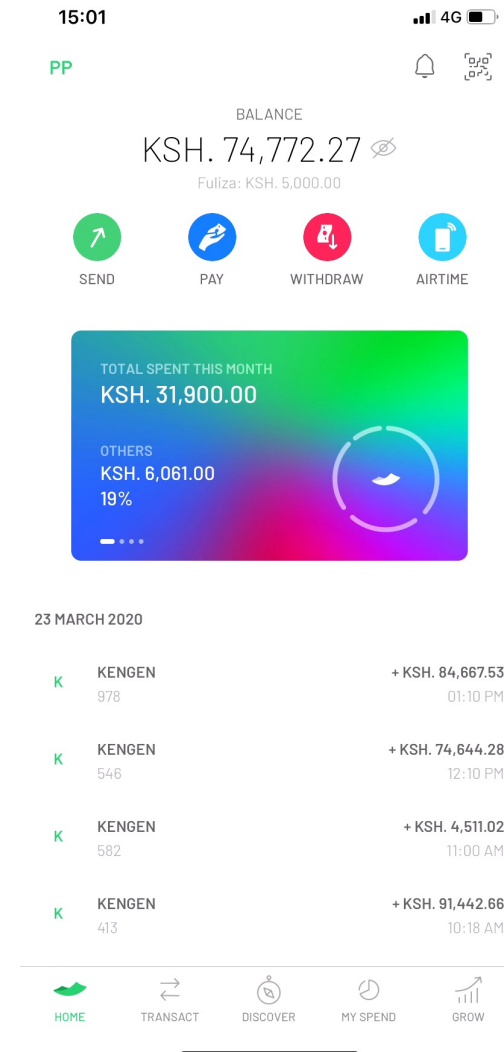 15:01 4G
PP
BALANCE
KSH. 74,772.27
Fuliza: KSH. 5,000.00
SEND PAY WITHDRAW AIRTIME
TOTAL SPENT THIS MONTH
KSH. 31,900.00
OTHERS
KSH. 6,061.00
19%
23 MARCH 2020
K KENGEN + KSH. 84,667.53
978 01:10 PM
K KENGEN + KSH. 74,644.28
546 12:10 PM
K KENGEN + KSH. 4,511.02
582 11:00 AM
K KENGEN + KSH. 91,442.66
413 10:18 AM
HOME TRANSACT DISCOVER MY SPEND GROW